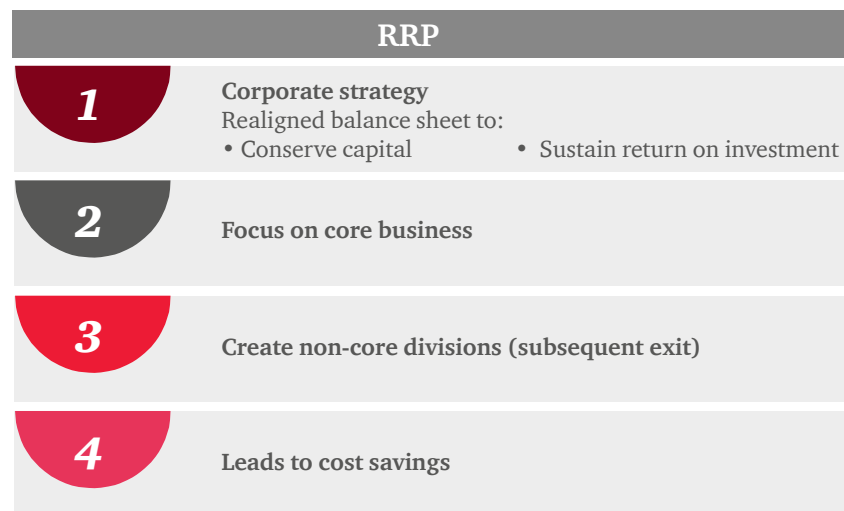 RRP
1
Corporate strategy
Realigned balance sheet to:
• Conserve capital • Sustain return on investment
2
Focus on core business
3
Create non-core divisions (subsequent exit)
4
Leads to cost savings